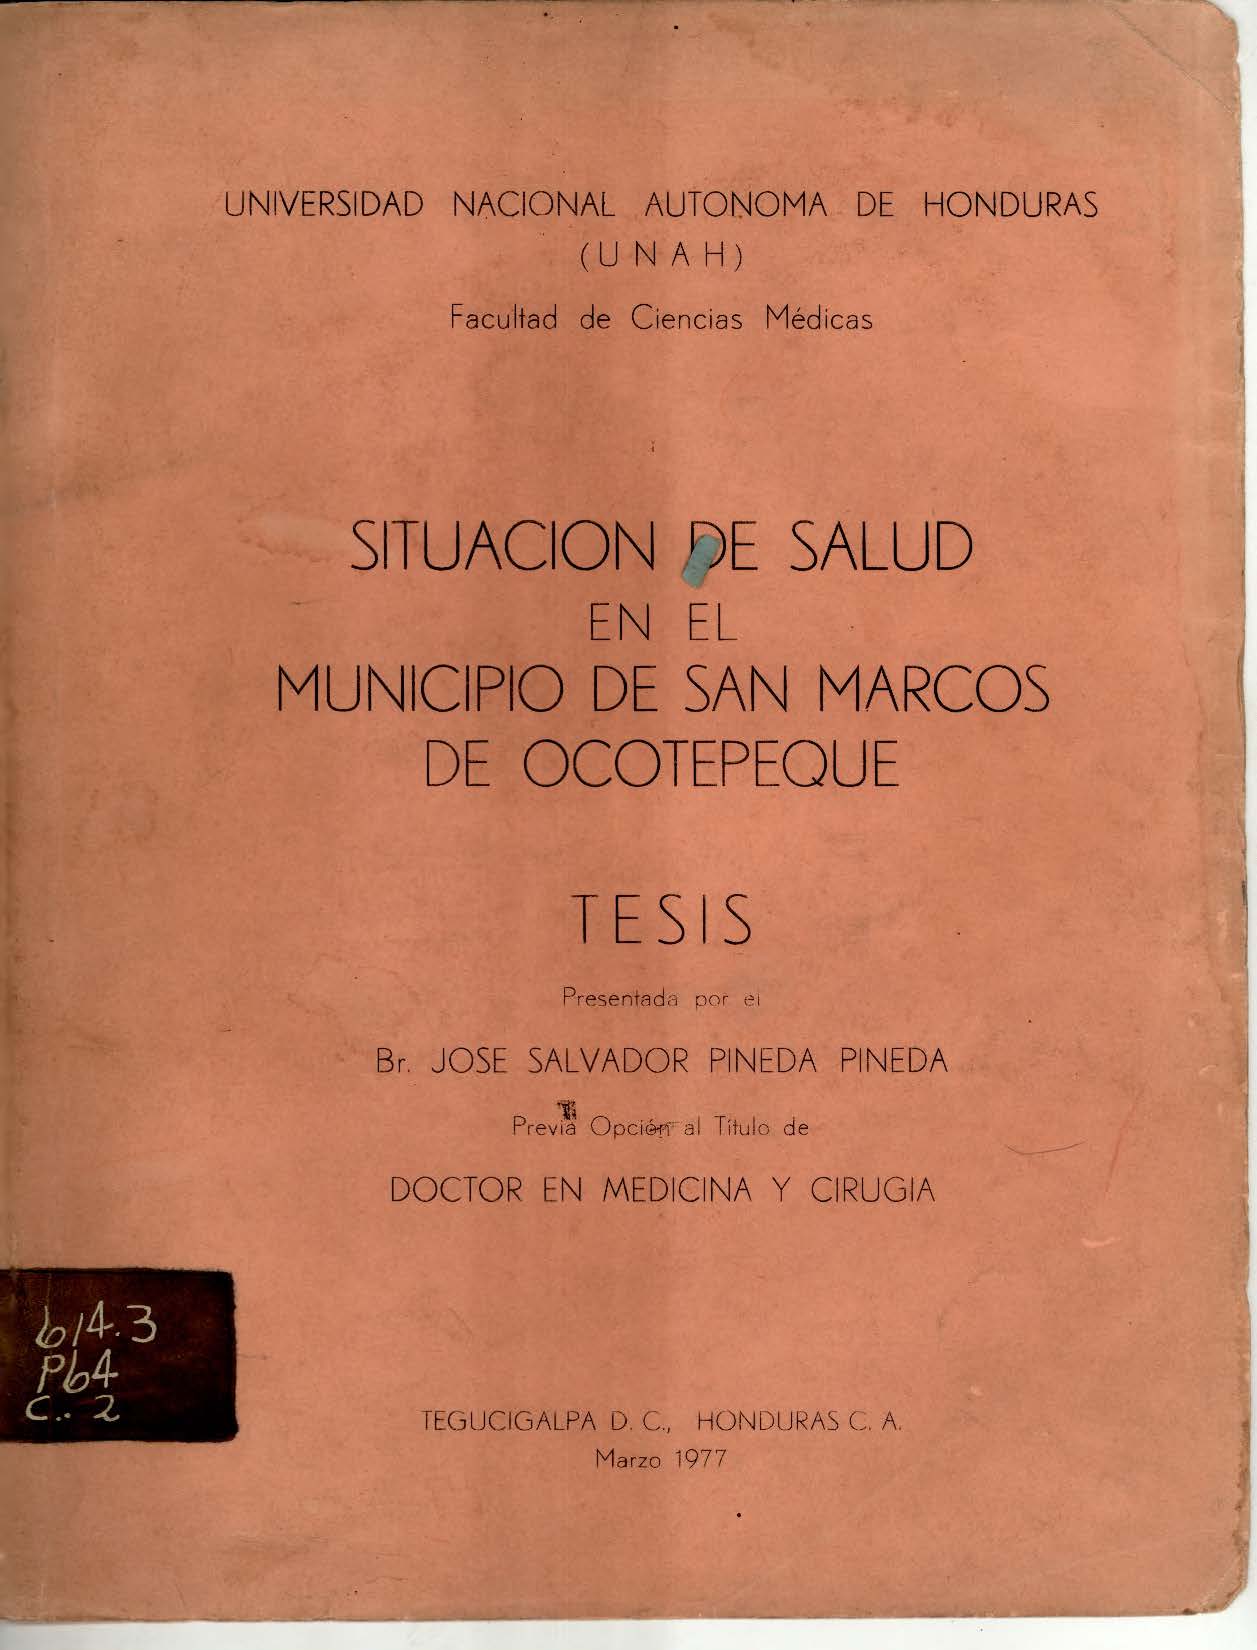 UNIVERSIDAD NACIONAL AUTONOMA DE HONDURAS
(UNAH)
Facultad de Ciencias Médicas
SITUACION DE SALUD
EN EL
MUNICIPIO DE SAN MARCOS
DE OCOTEPEQUE
TESIS
Presentada por el
Br. JOSE SALVADOR PINEDA PINEDA
Previa Opción al Titulo de
DOCTOR EN MEDICINA Y CIRUGIA
614.3
P64
C.. 2
TEGUCIGALPA D. C., HONDURAS C. A.
Marzo 1977